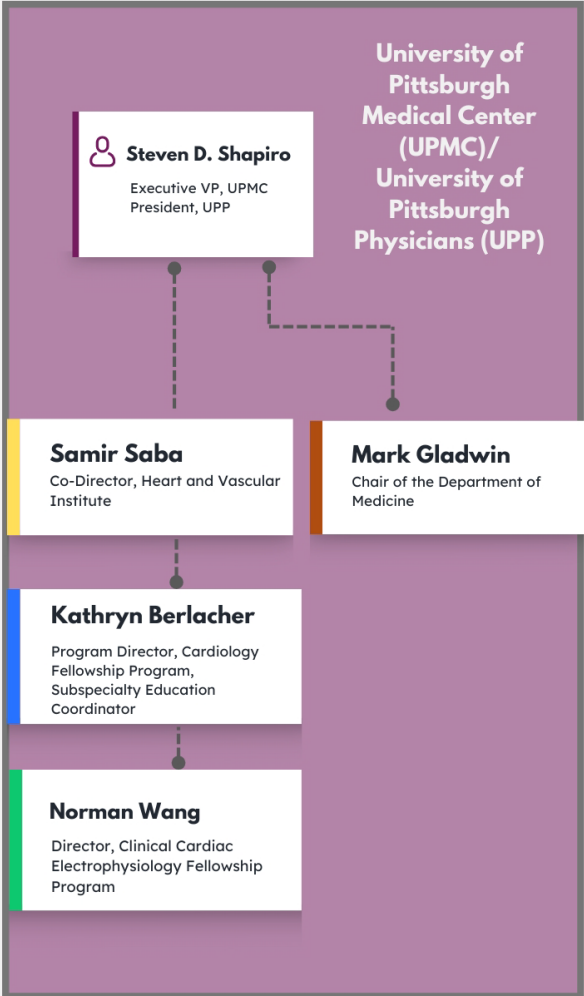 University of
Pittsburgh
Medical Center
(UPMC)/
University of
Pittsburgh
Physicians (UPP)
Steven D. Shapiro
Executive VP, UPMC
President, UPP
Samir Saba
Co-Director, Heart and Vascular
Institute
Mark Gladwin
Chair of the Department of
Medicine
Kathryn Berlacher
Program Director, Cardiology
Fellowship Program,
Subspecialty Education
Coordinator
Norman Wang
Director, Clinical Cardiac
Electrophysiology Fellowship
Program